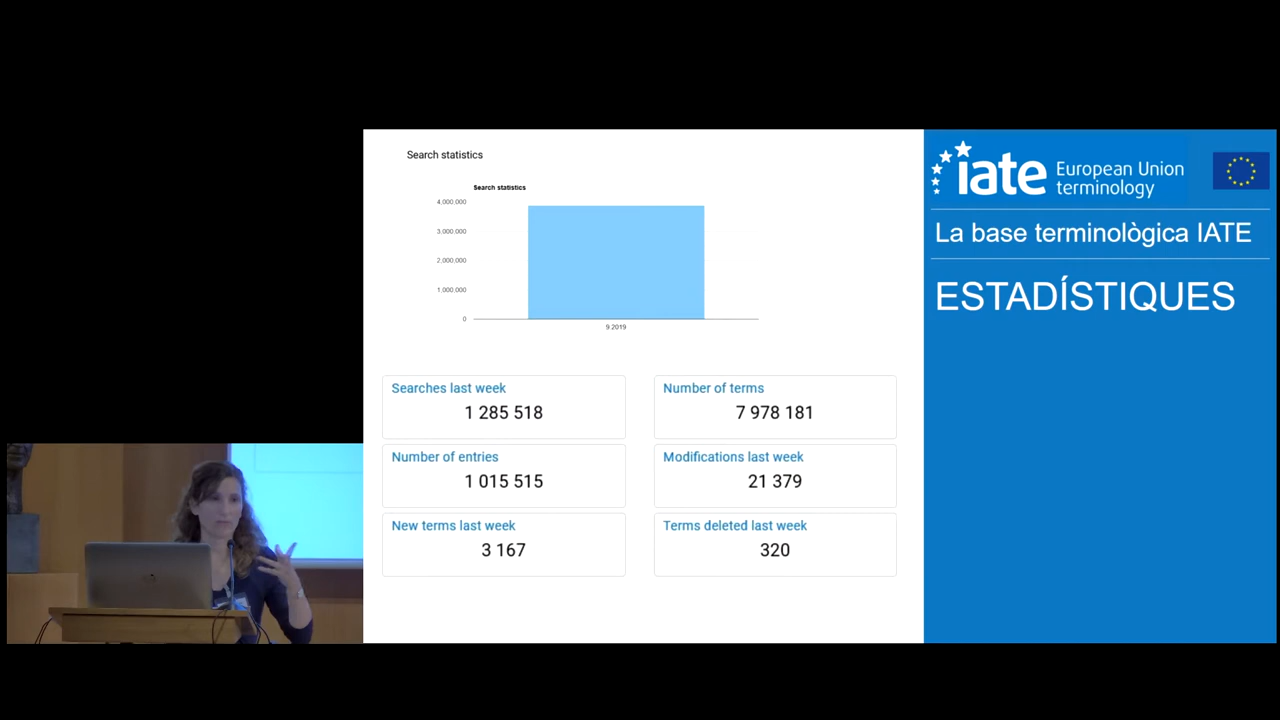 Search statistics
Search statistics
4,000,000
3,000,000
2,000,000
1,000,000
0
9 2019
Searches last week
1 285 518
Number of terms
7 978 181
Number of entries
1 015 515
Modifications last week
21 379
New terms last week
3 167
Terms deleted last week
320
iate European Union
terminology
La base terminològica IATE
ESTADÍSTIQUES